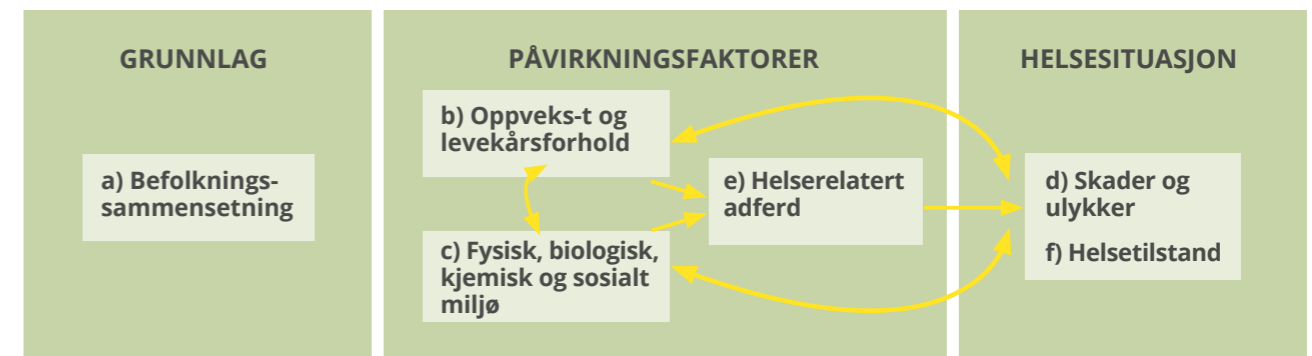 GRUNNLAG
a) Befolknings-
sammensetning
PÅVIRKNINGSFAKTORER
b) Oppveks-t og
levekårsforhold
c) Fysisk, biologisk,
kjemisk og sosialt
miljø
e) Helserelatert
adferd
HELSESITUASJON
d) Skader og
ulykker
f) Helsetilstand